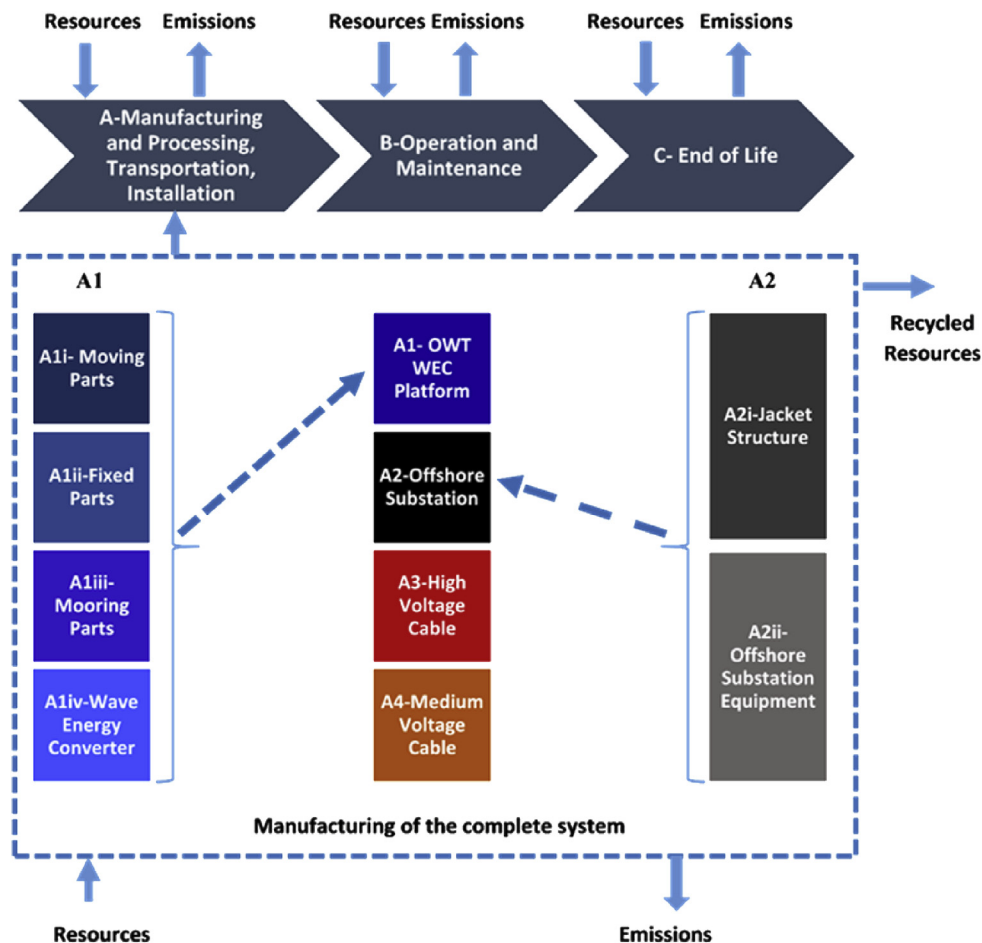 Resources Emissions
Resources Emissions
Resources Emissions
A-Manufacturing
and Processing,
Transportation,
Installation
B-Operation and
Maintenance
C- End of Life
A1
A2
A1i- Moving
Parts
A1ii-Fixed
Parts
A1iii-
Mooring
Parts
A1iv-Wave
Energy
Converter
A1- OWT
WEC
Platform
A2-Offshore
Substation
A3-High
Voltage
Cable
A4-Medium
Voltage
Cable
A2i-Jacket
Structure
A2ii-
Offshore
Substation
Equipment
Recycled
Resources
Manufacturing of the complete system
Resources
Emissions